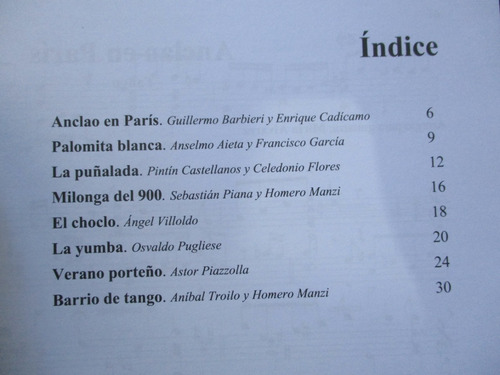 Índice
Anclao en París. Guillermo Barbieri y Enrique Cadícamo 6
Palomita blanca. Anselmo Aieta y Francisco García 9
La puñalada. Pintín Castellanos y Celedonio Flores 12
Milonga del 900. Sebastián Piana y Homero Manzi 16
El choclo. Ángel Villoldo 18
La yumba. Osvaldo Pugliese 20
Verano porteño. Astor Piazzolla 24
Barrio de tango. Aníbal Troilo y Homero Manzi 30